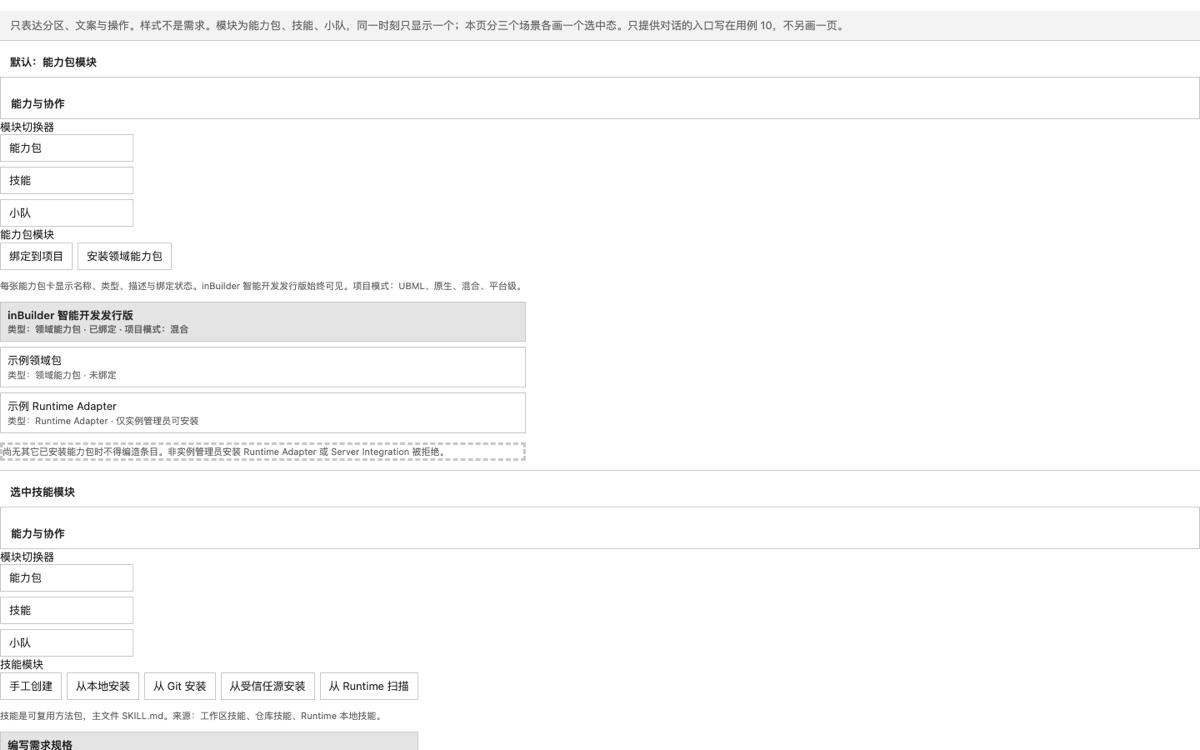 只表达分区、文案与操作。样式不是需求。模块为能力包、技能、小队，同一时刻只显示一个；本页分三个场景各画一个选中态。只提供对话的入口写在用例 10，不另画一页。
默认：能力包模块
能力与协作
模块切换器
能力包
技能
小队
能力包模块
绑定到项目 安装领域能力包
每张能力包卡显示名称、类型、描述与绑定状态。inBuilder 智能开发发行版始终可见。项目模式：UBML、原生、混合、平台级。
inBuilder 智能开发发行版
类型：领域能力包 · 已绑定 · 项目模式：混合
示例领域包
类型：领域能力包 · 未绑定
示例 Runtime Adapter
类型：Runtime Adapter · 仅实例管理员可安装
尚无其它已安装能力包时不得编造条目。非实例管理员安装 Runtime Adapter 或 Server Integration 被拒绝。
选中技能模块
能力与协作
模块切换器
能力包
技能
小队
技能模块
手工创建 从本地安装 从 Git 安装 从受信任源安装 从 Runtime 扫描
技能是可复用方法包，主文件 SKILL.md。来源：工作区技能、仓库技能、Runtime 本地技能。
编写需求规格